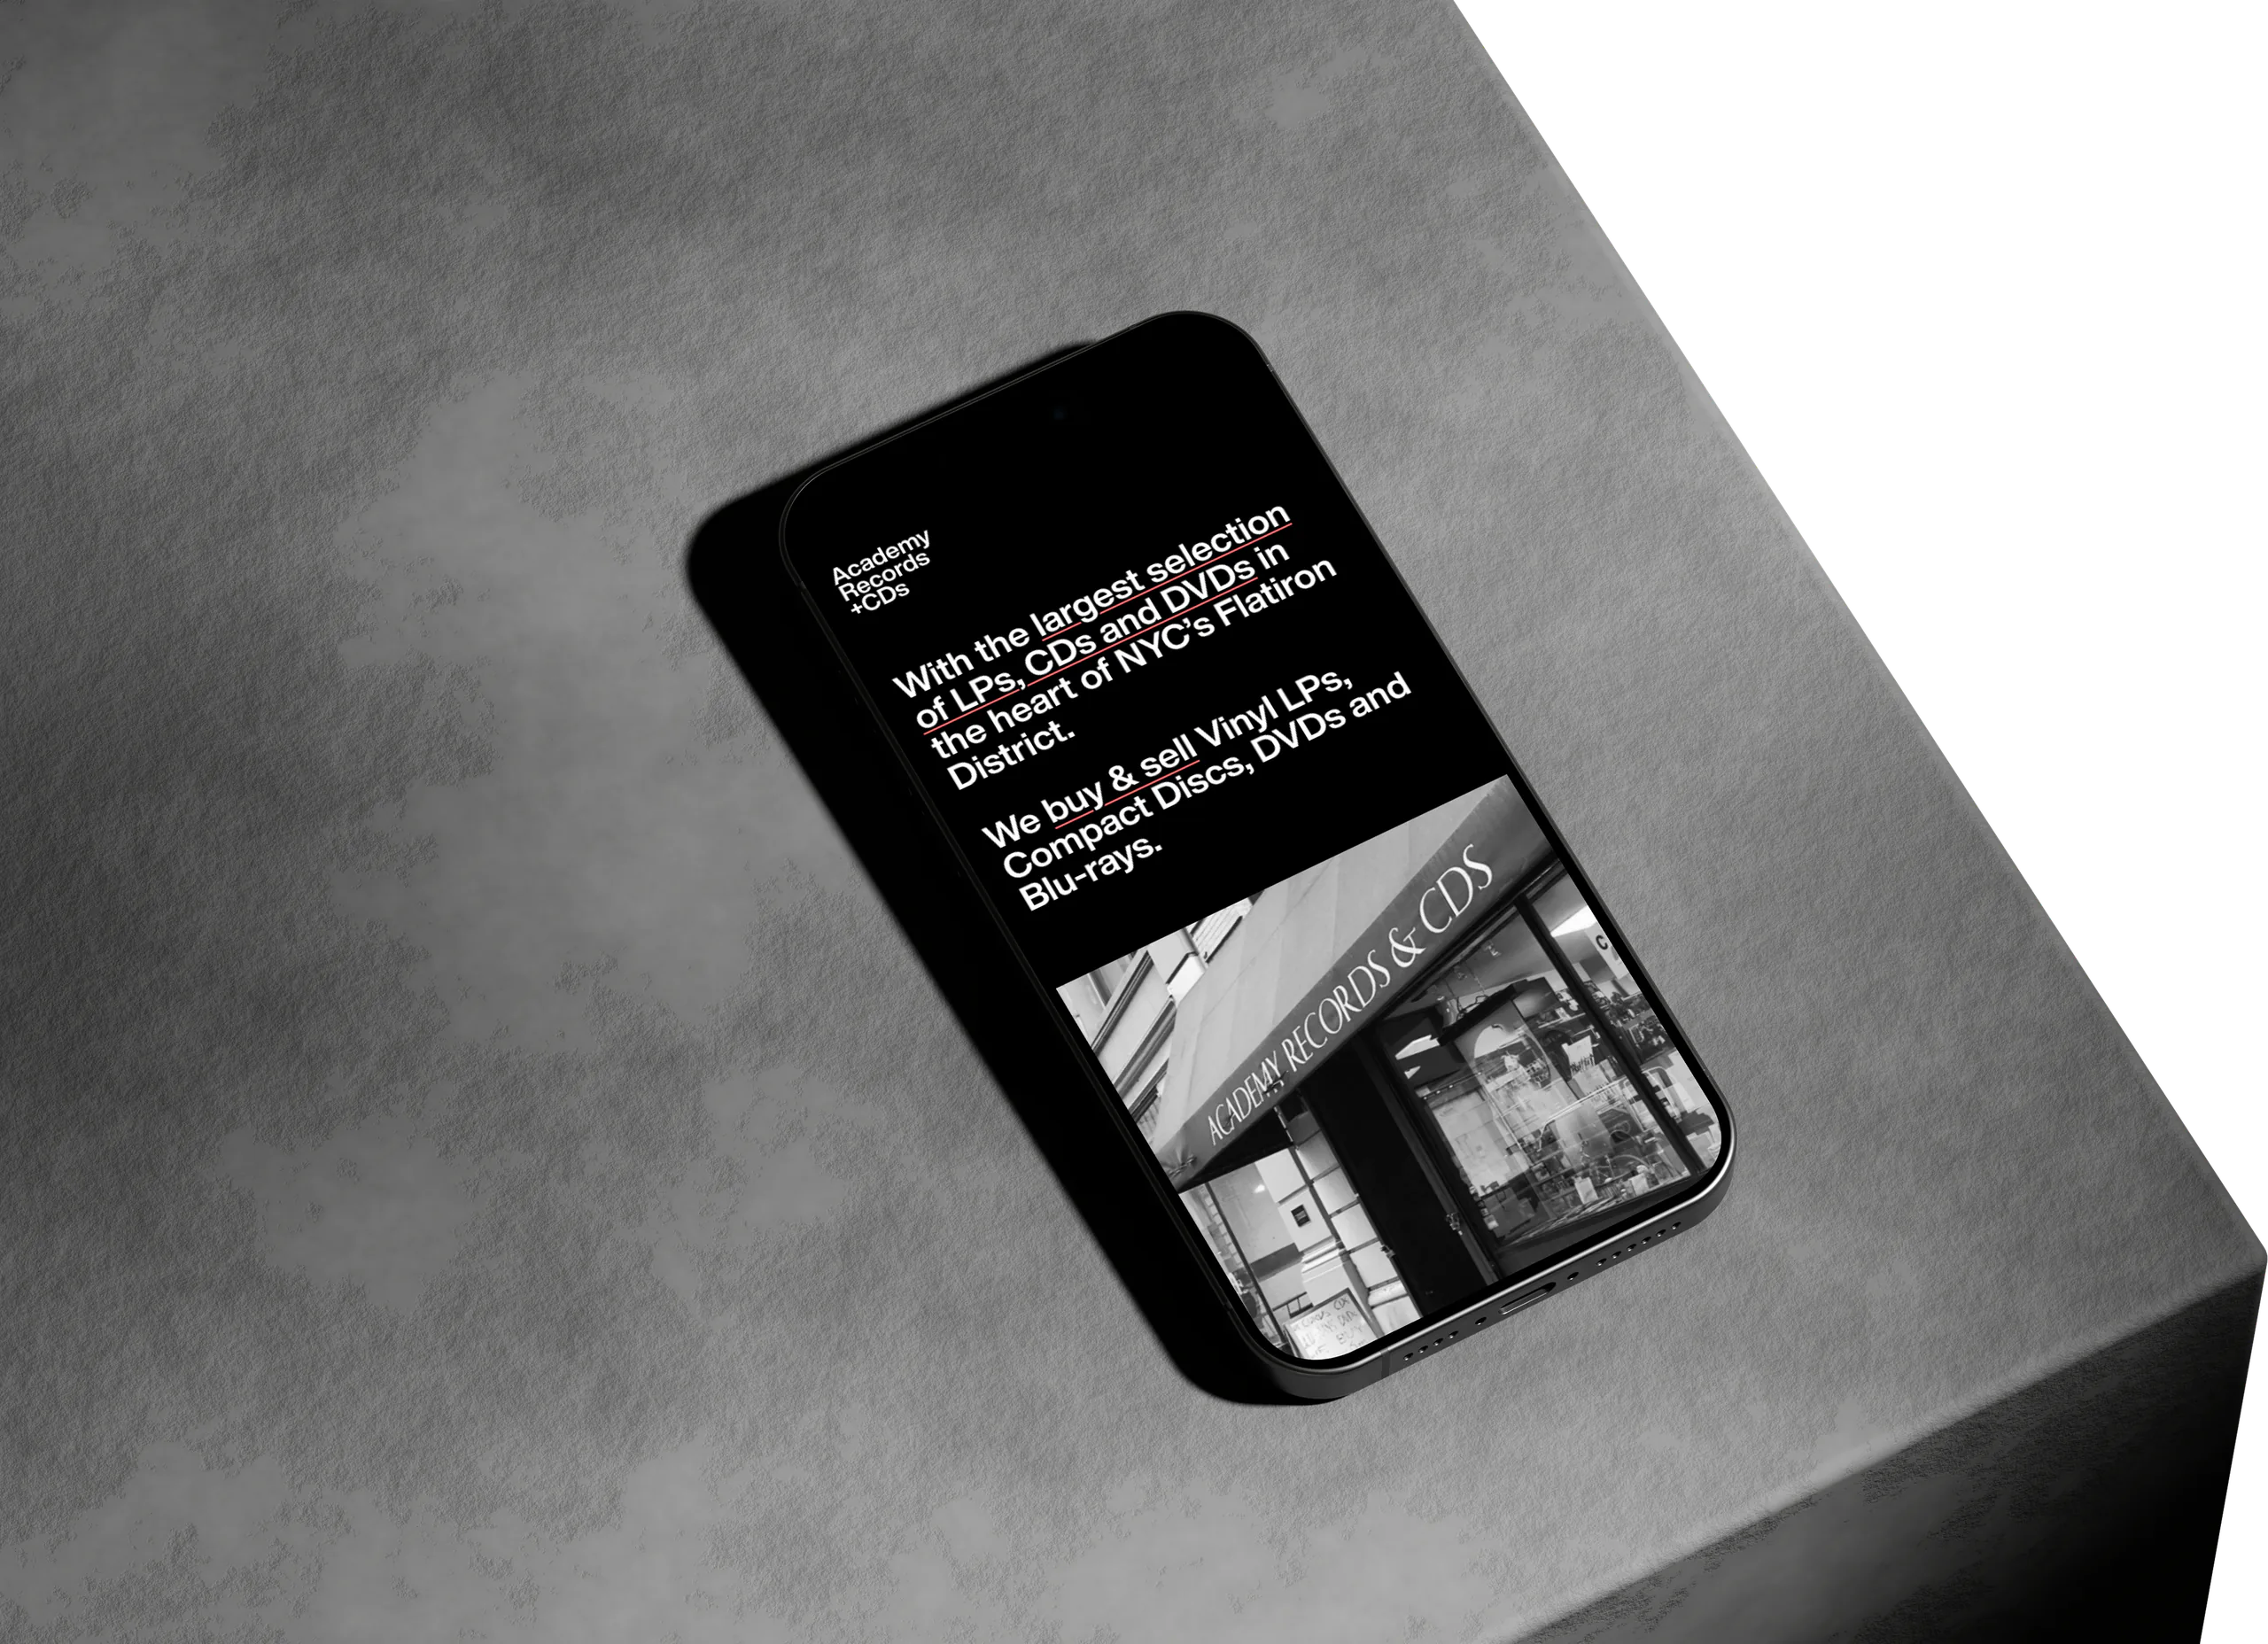 Academy
Records
+CDs
With the largest selection
of LPs, CDs and DVDs in
the heart of NYC’s Flatiron
District.
We buy & sell Vinyl LPs,
Compact Discs, DVDs and
Blu-rays.
ACADEMY RECORDS & CDS